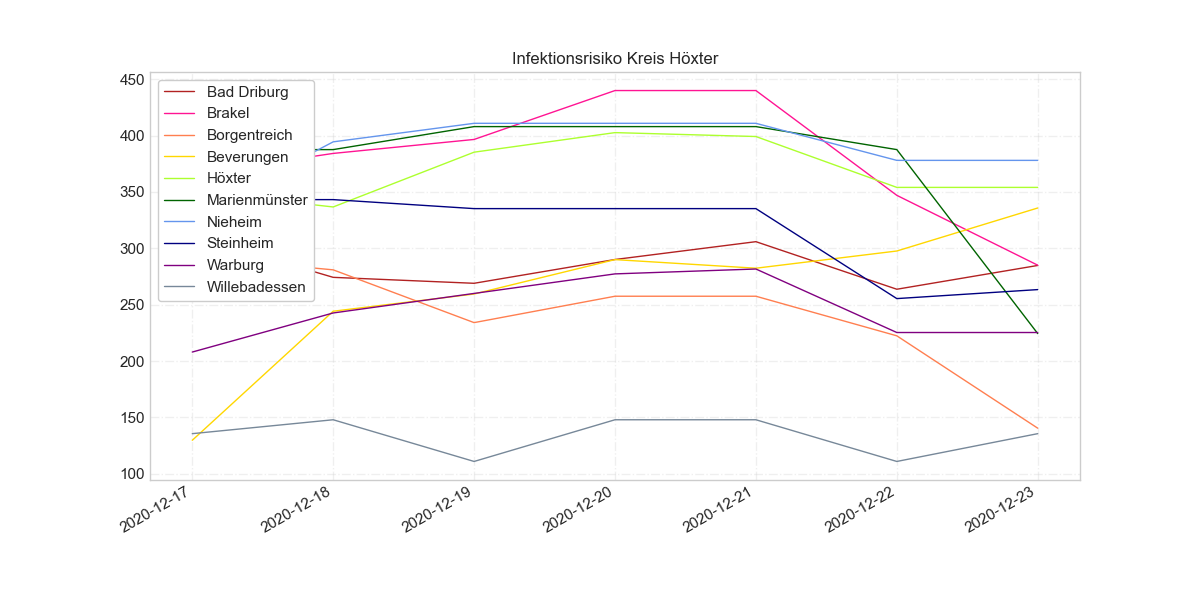 Infektionsrisiko Kreis Höxter
450
400
350
300
250
200
150
100
Bad Driburg
Brakel
Borgentreich
Beverungen
Höxter
Marienmünster
Nieheim
Steinheim
Warburg
Willebadessen
2020-12-17
2020-12-18
2020-12-19
2020-12-20
2020-12-21
2020-12-22
2020-12-23